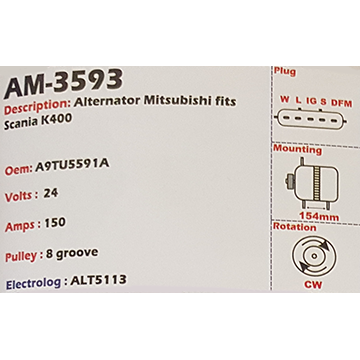 AM-3593
Description: Alternator Mitsubishi fits
Scania K400
Oem: A9TU5591A
Volts : 24
Amps : 150
Pulley : 8 groove
Electrolog : ALT5113
Plug
W L IG S DFM
Mounting
154mm
Rotation
CW